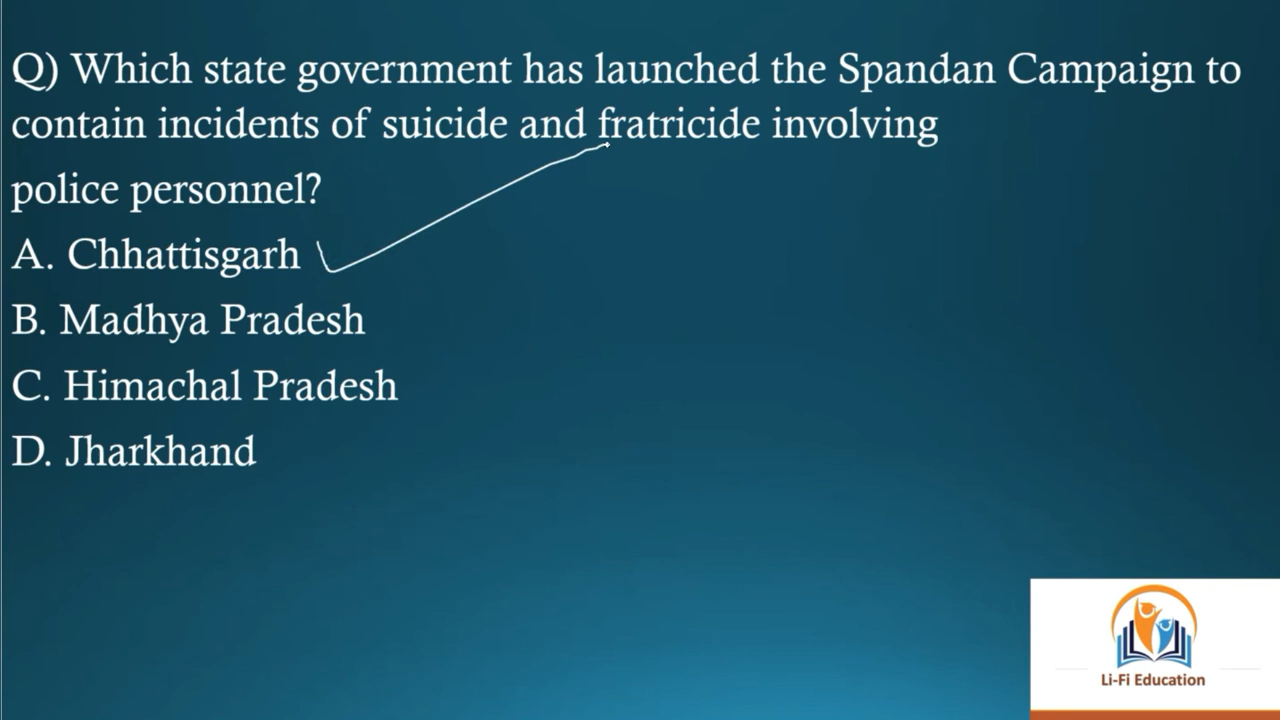 Q) Which state government has launched the Spandan Campaign to
contain incidents of suicide and fratricide involving
police personnel?
A. Chhattisgarh
B. Madhya Pradesh
C. Himachal Pradesh
D. Jharkhand
Li-Fi Education